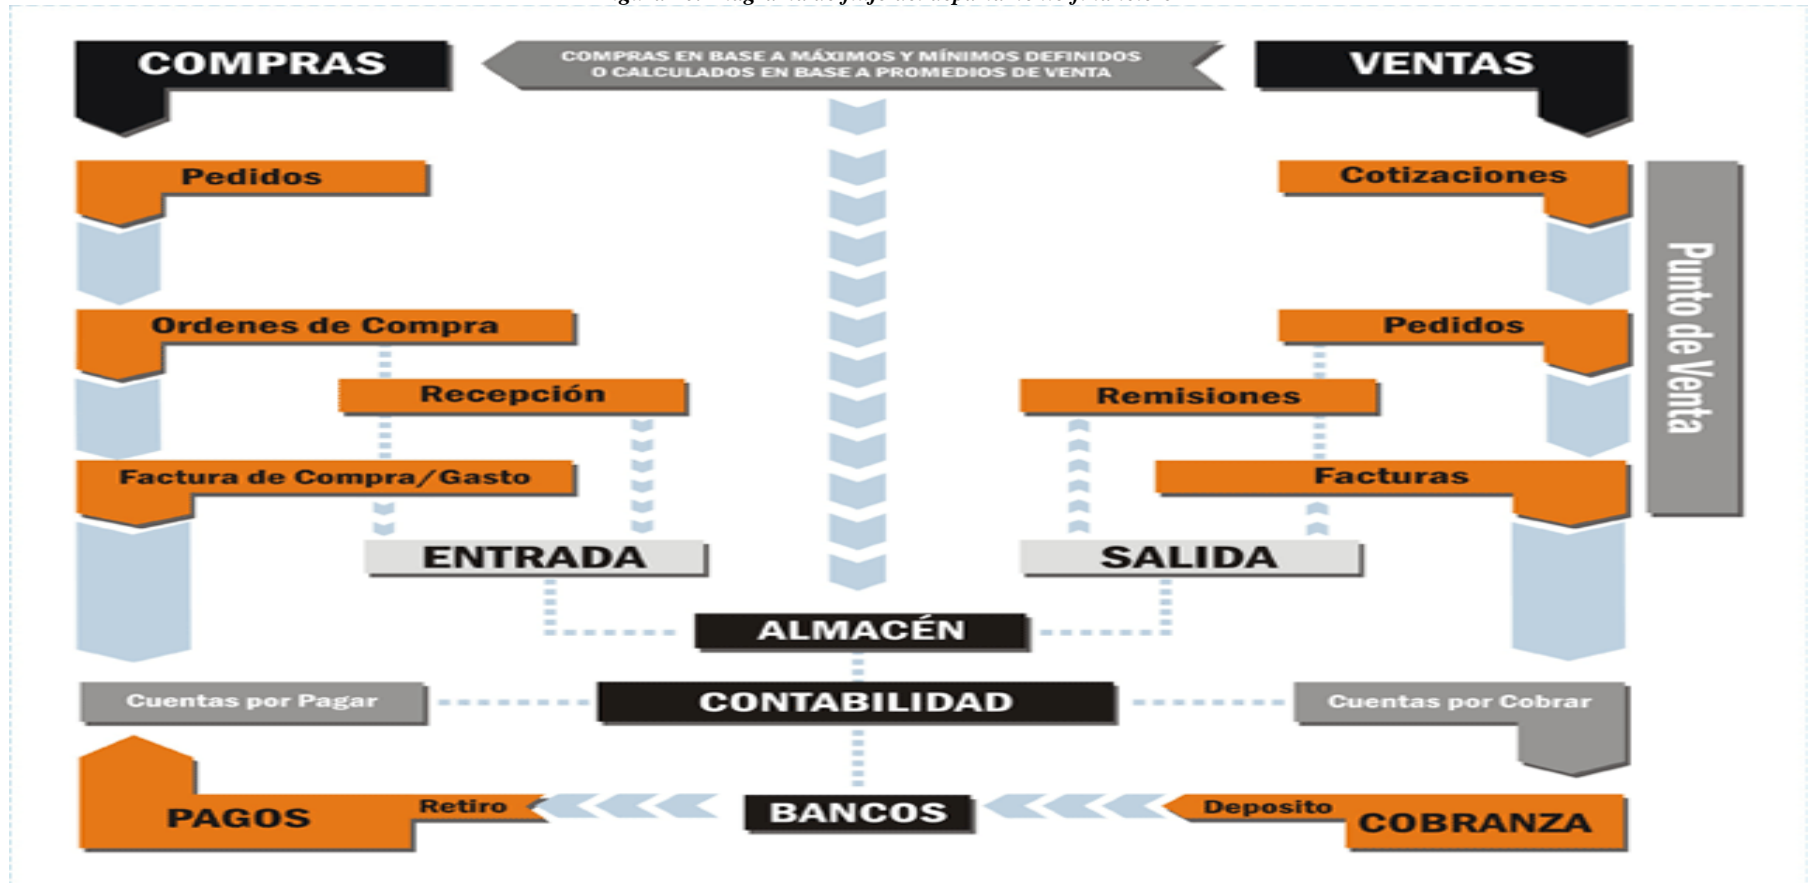 COMPRAS
COMPRAS EN BASE A MÁXIMOS Y MÍNIMOS DEFINIDOS
O CALCULADOS EN BASE A PROMEDIOS DE VENTA
VENTAS
Pedidos
Cotizaciones
Punto de Venta
Ordenes de Compra
Pedidos
Recepción
Remisiones
Factura de Compra/Gasto
Facturas
ENTRADA
SALIDA
ALMACÉN
Cuentas por Pagar
CONTABILIDAD
Cuentas por Cobrar
PAGOS
Retiro
BANCOS
Deposito
COBRANZA